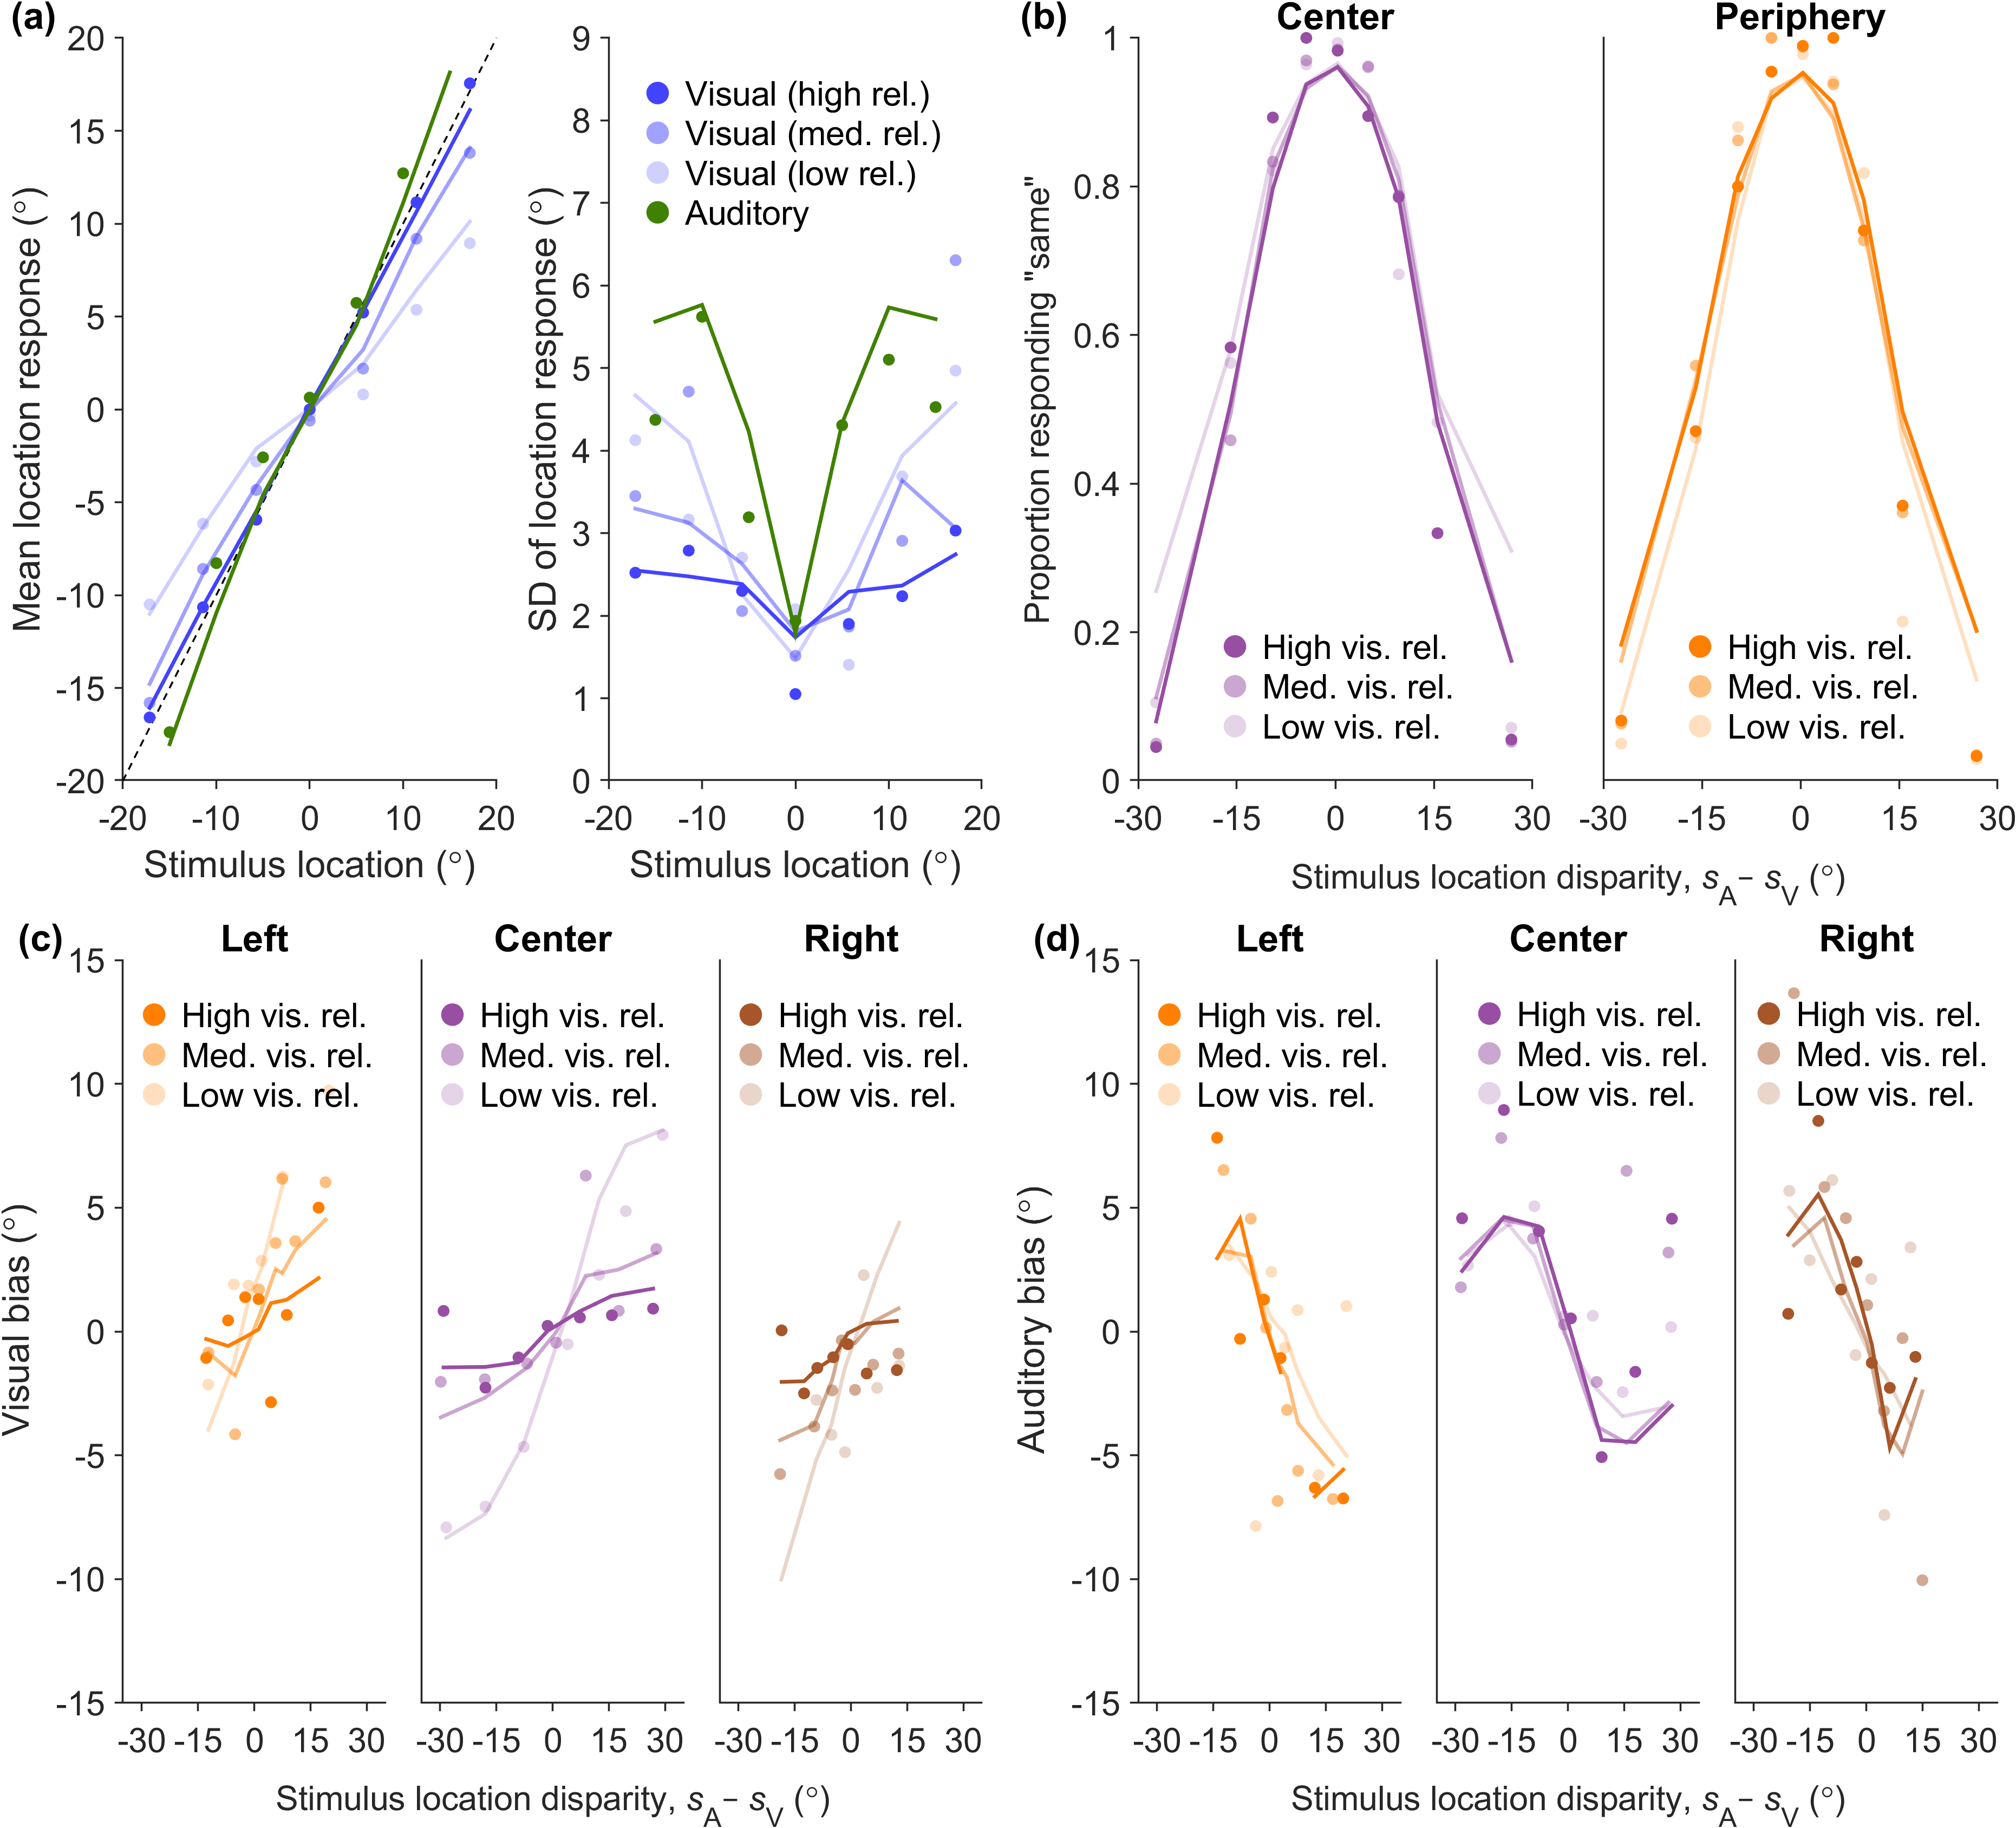 (a)
20
15
10
5
0
-5
-10
-15
-20
-20 -10 0 10 20
Mean location response (°)
Stimulus location (°)
9
8
7
6
5
4
3
2
1
0
-20 -10 0 10 20
SD of location response (°)
Stimulus location (°)
Visual (high rel.)
Visual (med. rel.)
Visual (low rel.)
Auditory
(b)
Center
Periphery
1
0.8
0.6
0.4
0.2
0
Proportion responding "same"
High vis. rel.
Med. vis. rel.
Low vis. rel.
High vis. rel.
Med. vis. rel.
Low vis. rel.
-30 -15 0 15 30
-30 -15 0 15 30
Stimulus location disparity, sA− sV (°)
(c)
Left
Center
Right
15
10
5
0
-5
-10
-15
Visual bias (°)
High vis. rel.
Med. vis. rel.
Low vis. rel.
High vis. rel.
Med. vis. rel.
Low vis. rel.
High vis. rel.
Med. vis. rel.
Low vis. rel.
-30 -15 0 15 30
-30 -15 0 15 30
-30 -15 0 15 30
Stimulus location disparity, sA− sV (°)
(d)
Left
Center
Right
15
10
5
0
-5
-10
-15
Auditory bias (°)
High vis. rel.
Med. vis. rel.
Low vis. rel.
High vis. rel.
Med. vis. rel.
Low vis. rel.
High vis. rel.
Med. vis. rel.
Low vis. rel.
-30 -15 0 15 30
-30 -15 0 15 30
-30 -15 0 15 30
Stimulus location disparity, sA− sV (°)